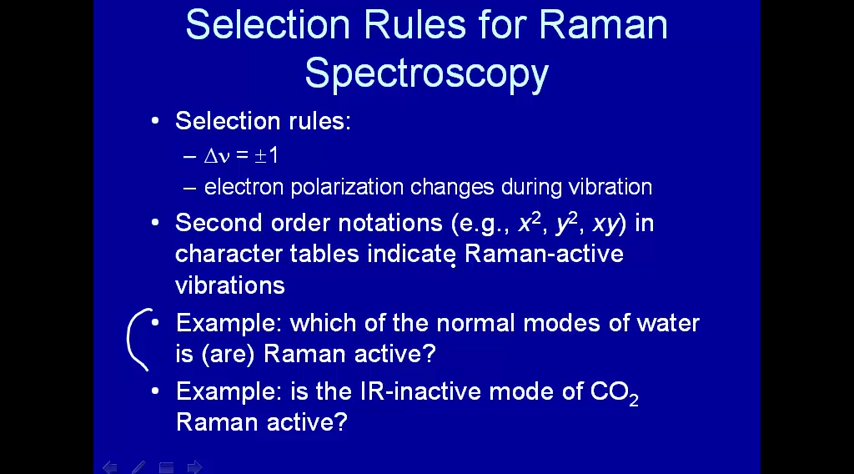 Selection Rules for Raman
Spectroscopy
• Selection rules:
– Δν = ±1
– electron polarization changes during vibration
• Second order notations (e.g., x², y², xy) in
character tables indicate Raman-active
vibrations
• Example: which of the normal modes of water
is (are) Raman active?
• Example: is the IR-inactive mode of CO₂
Raman active?